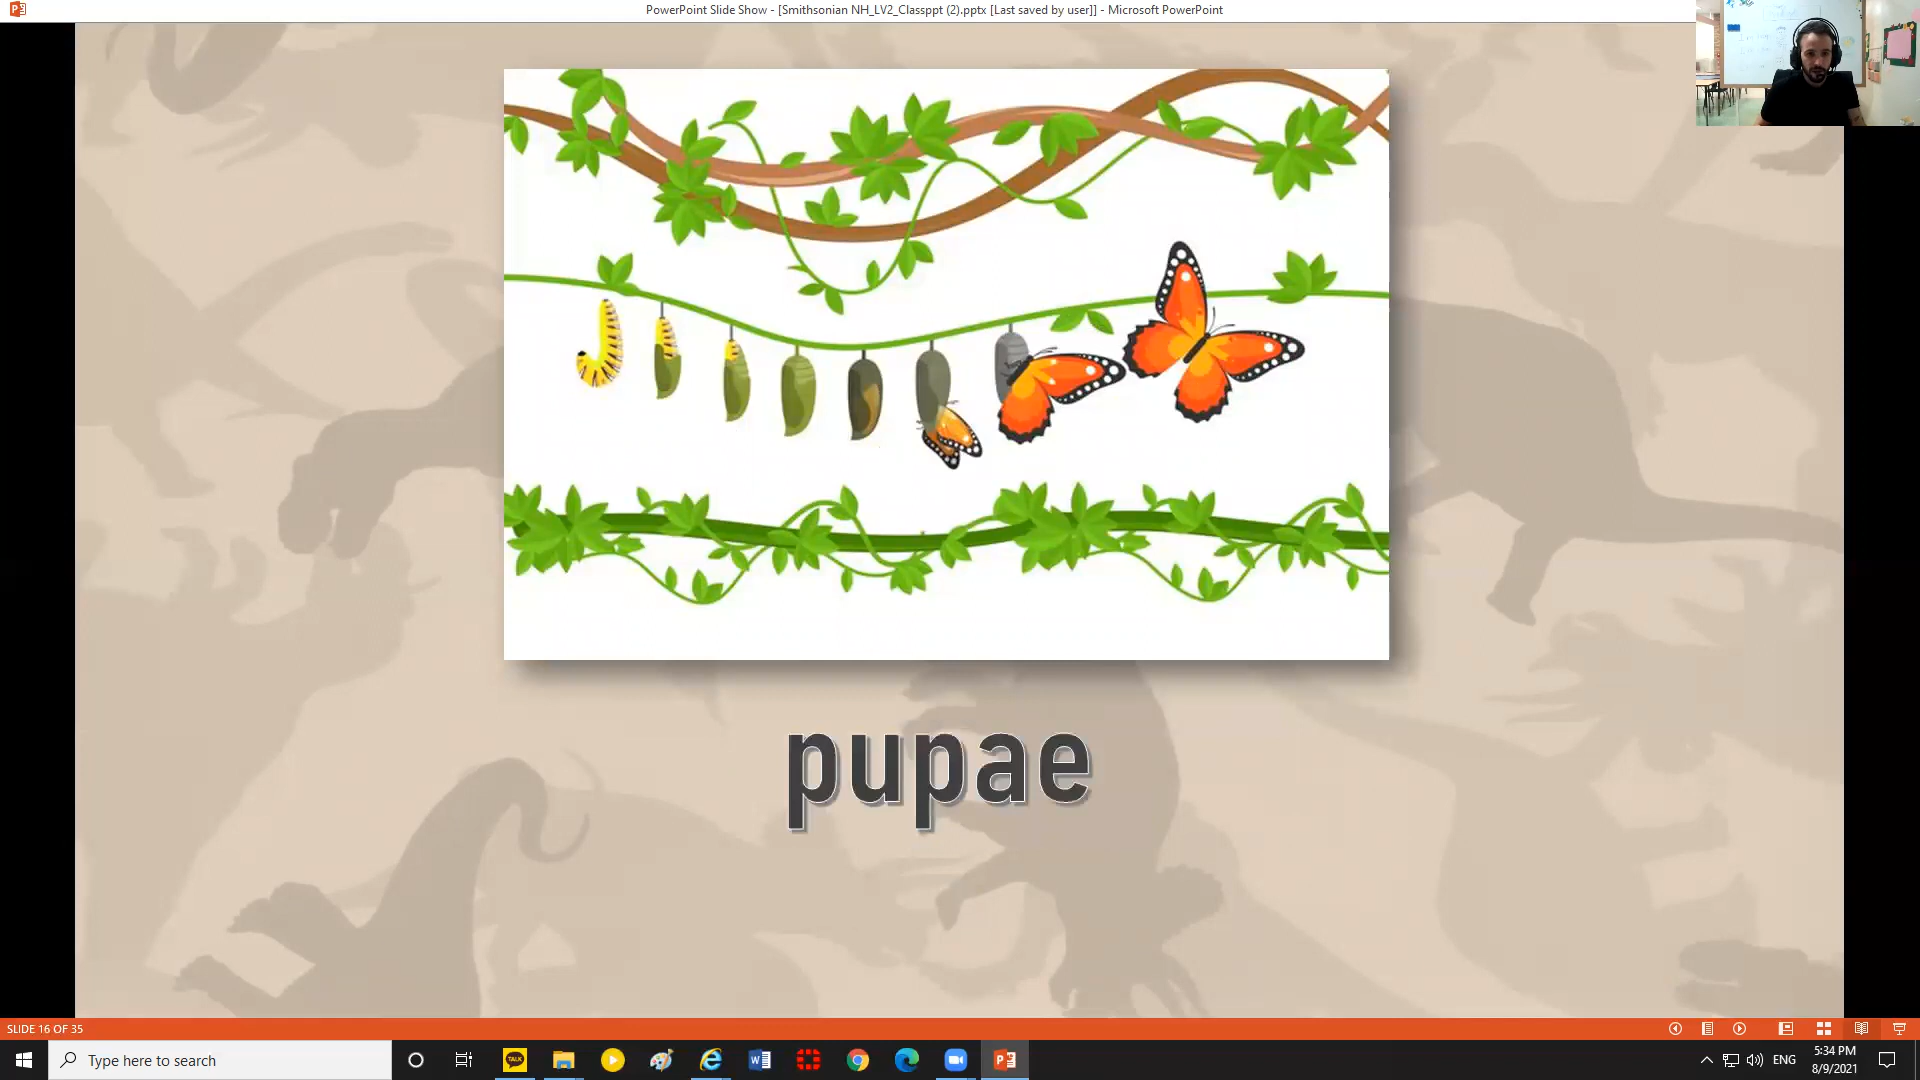 PowerPoint Slide Show - [Smithsonian NH_LV2_Classppt (2).pptx [Last saved by user]] - Microsoft PowerPoint
pupae
SLIDE 16 OF 35
Type here to search
TALK
ENG
5:34 PM
8/9/2021